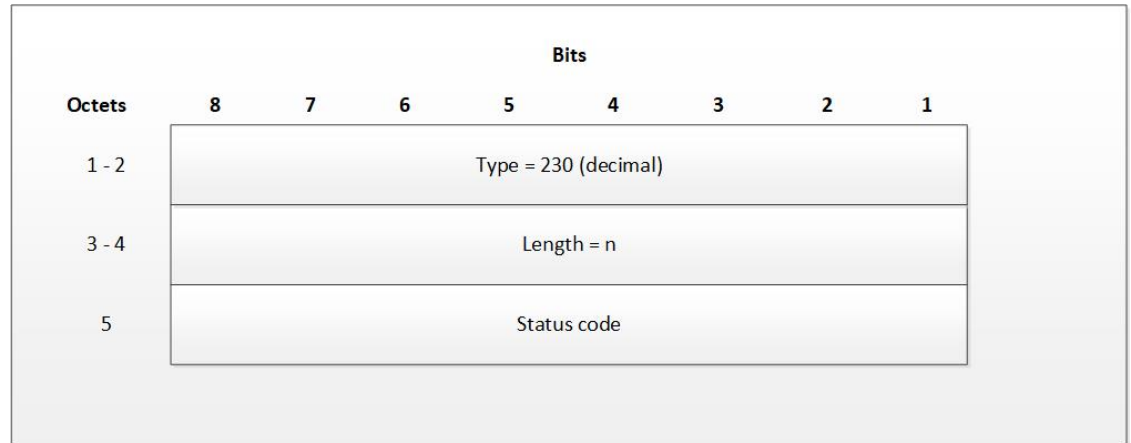 Bits
Octets 8 7 6 5 4 3 2 1
1 - 2 Type = 230 (decimal)
3 - 4 Length = n
5 Status code